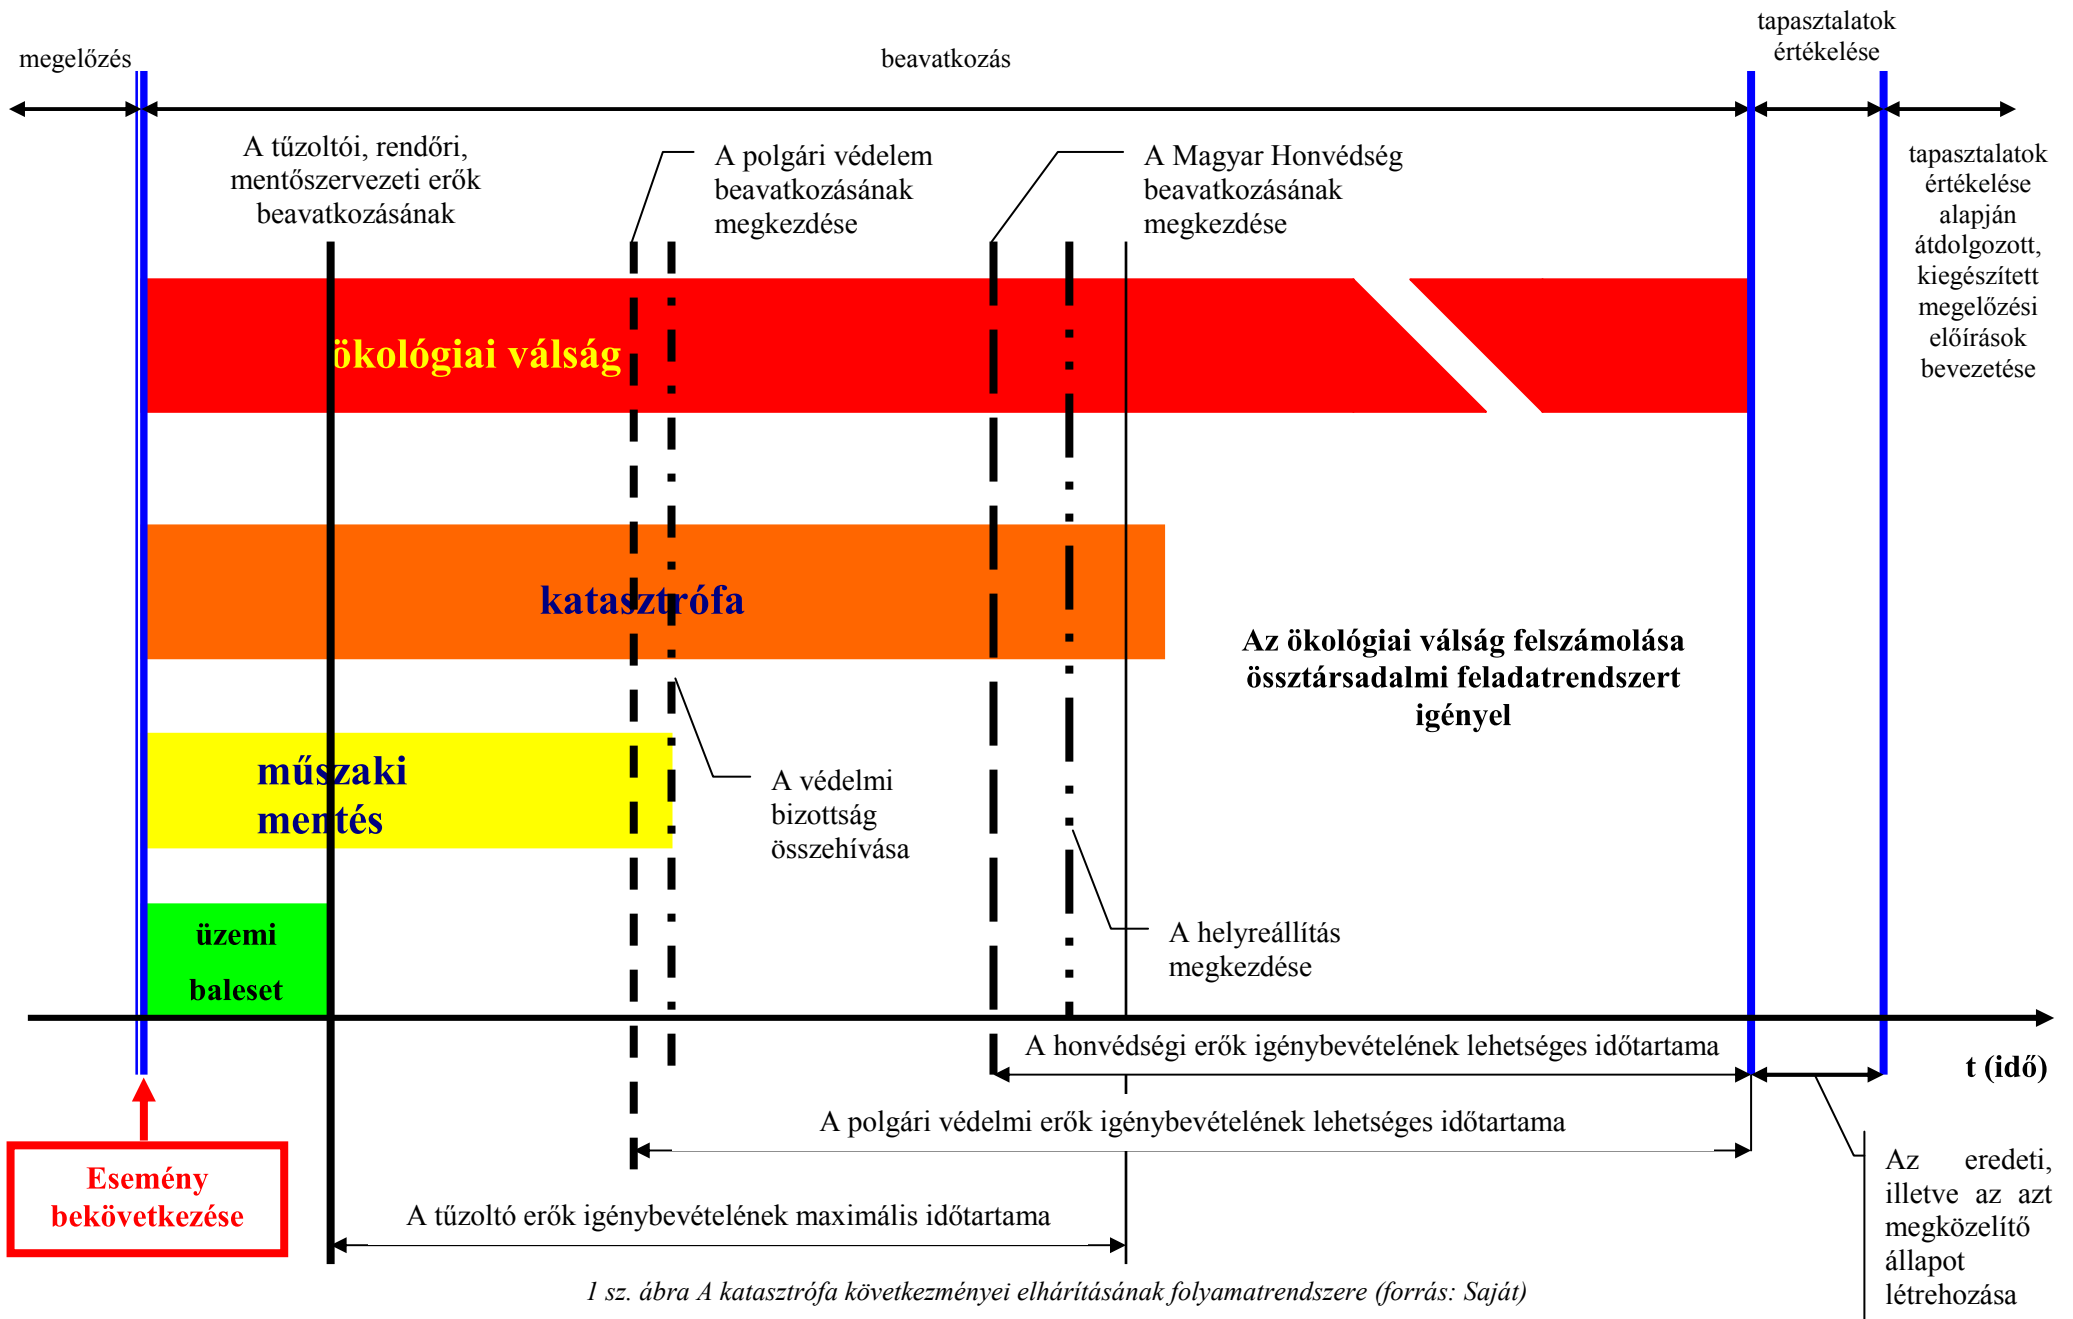 megelőzés
beavatkozás
tapasztalatok
értékelése
A tűzoltói, rendőri,
mentőszervezeti erők
beavatkozásának
A polgári védelem
beavatkozásának
megkezdése
A Magyar Honvédség
beavatkozásának
megkezdése
tapasztalatok
értékelése
alapján
átdolgozott,
kiegészített
megelőzési
előírások
bevezetése
ökológiai válság
katasztrófa
Az ökológiai válság felszámolása
össztársadalmi feladatrendszert
igényel
műszaki
mentés
A védelmi
bizottság
összehívása
üzemi
baleset
A helyreállítás
megkezdése
A honvédségi erők igénybevételének lehetséges időtartama
t (idő)
A polgári védelmi erők igénybevételének lehetséges időtartama
Esemény
bekövetkezése
A tűzoltó erők igénybevételének maximális időtartama
Az eredeti,
illetve az azt
megközelítő
állapot
létrehozása
1 sz. ábra A katasztrófa következményei elhárításának folyamatrendszere (forrás: Saját)